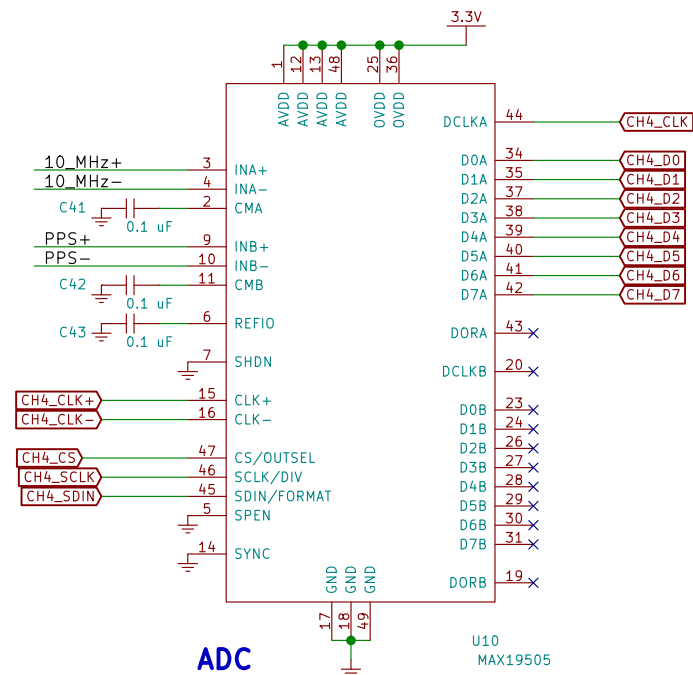 3.3V
1 12 13 48 25 36
AVDD AVDD AVDD AVDD OVDD OVDD
DCLKA 44 CH4_CLK
10_MHz+ 3 INA+
10_MHz- 4 INA-
C41 0.1 uF 2 CMA
PPS+ 9 INB+
PPS- 10 INB-
C42 0.1 uF 11 CMB
C43 0.1 uF 6 REFIO
7 SHDN
CH4_CLK+ 15 CLK+
CH4_CLK- 16 CLK-
CH4_CS 47 CS/OUTSEL
CH4_SCLK 46 SCLK/DIV
CH4_SDIN 45 SDIN/FORMAT
5 SPEN
14 SYNC
D0A 34 CH4_D0
D1A 35 CH4_D1
D2A 37 CH4_D2
D3A 38 CH4_D3
D4A 39 CH4_D4
D5A 40 CH4_D5
D6A 41 CH4_D6
D7A 42 CH4_D7
DORA 43
DCLKB 20
D0B 23
D1B 24
D2B 26
D3B 27
D4B 28
D5B 29
D6B 30
D7B 31
DORB 19
GND GND GND
17 18 49
ADC
U10
MAX19505